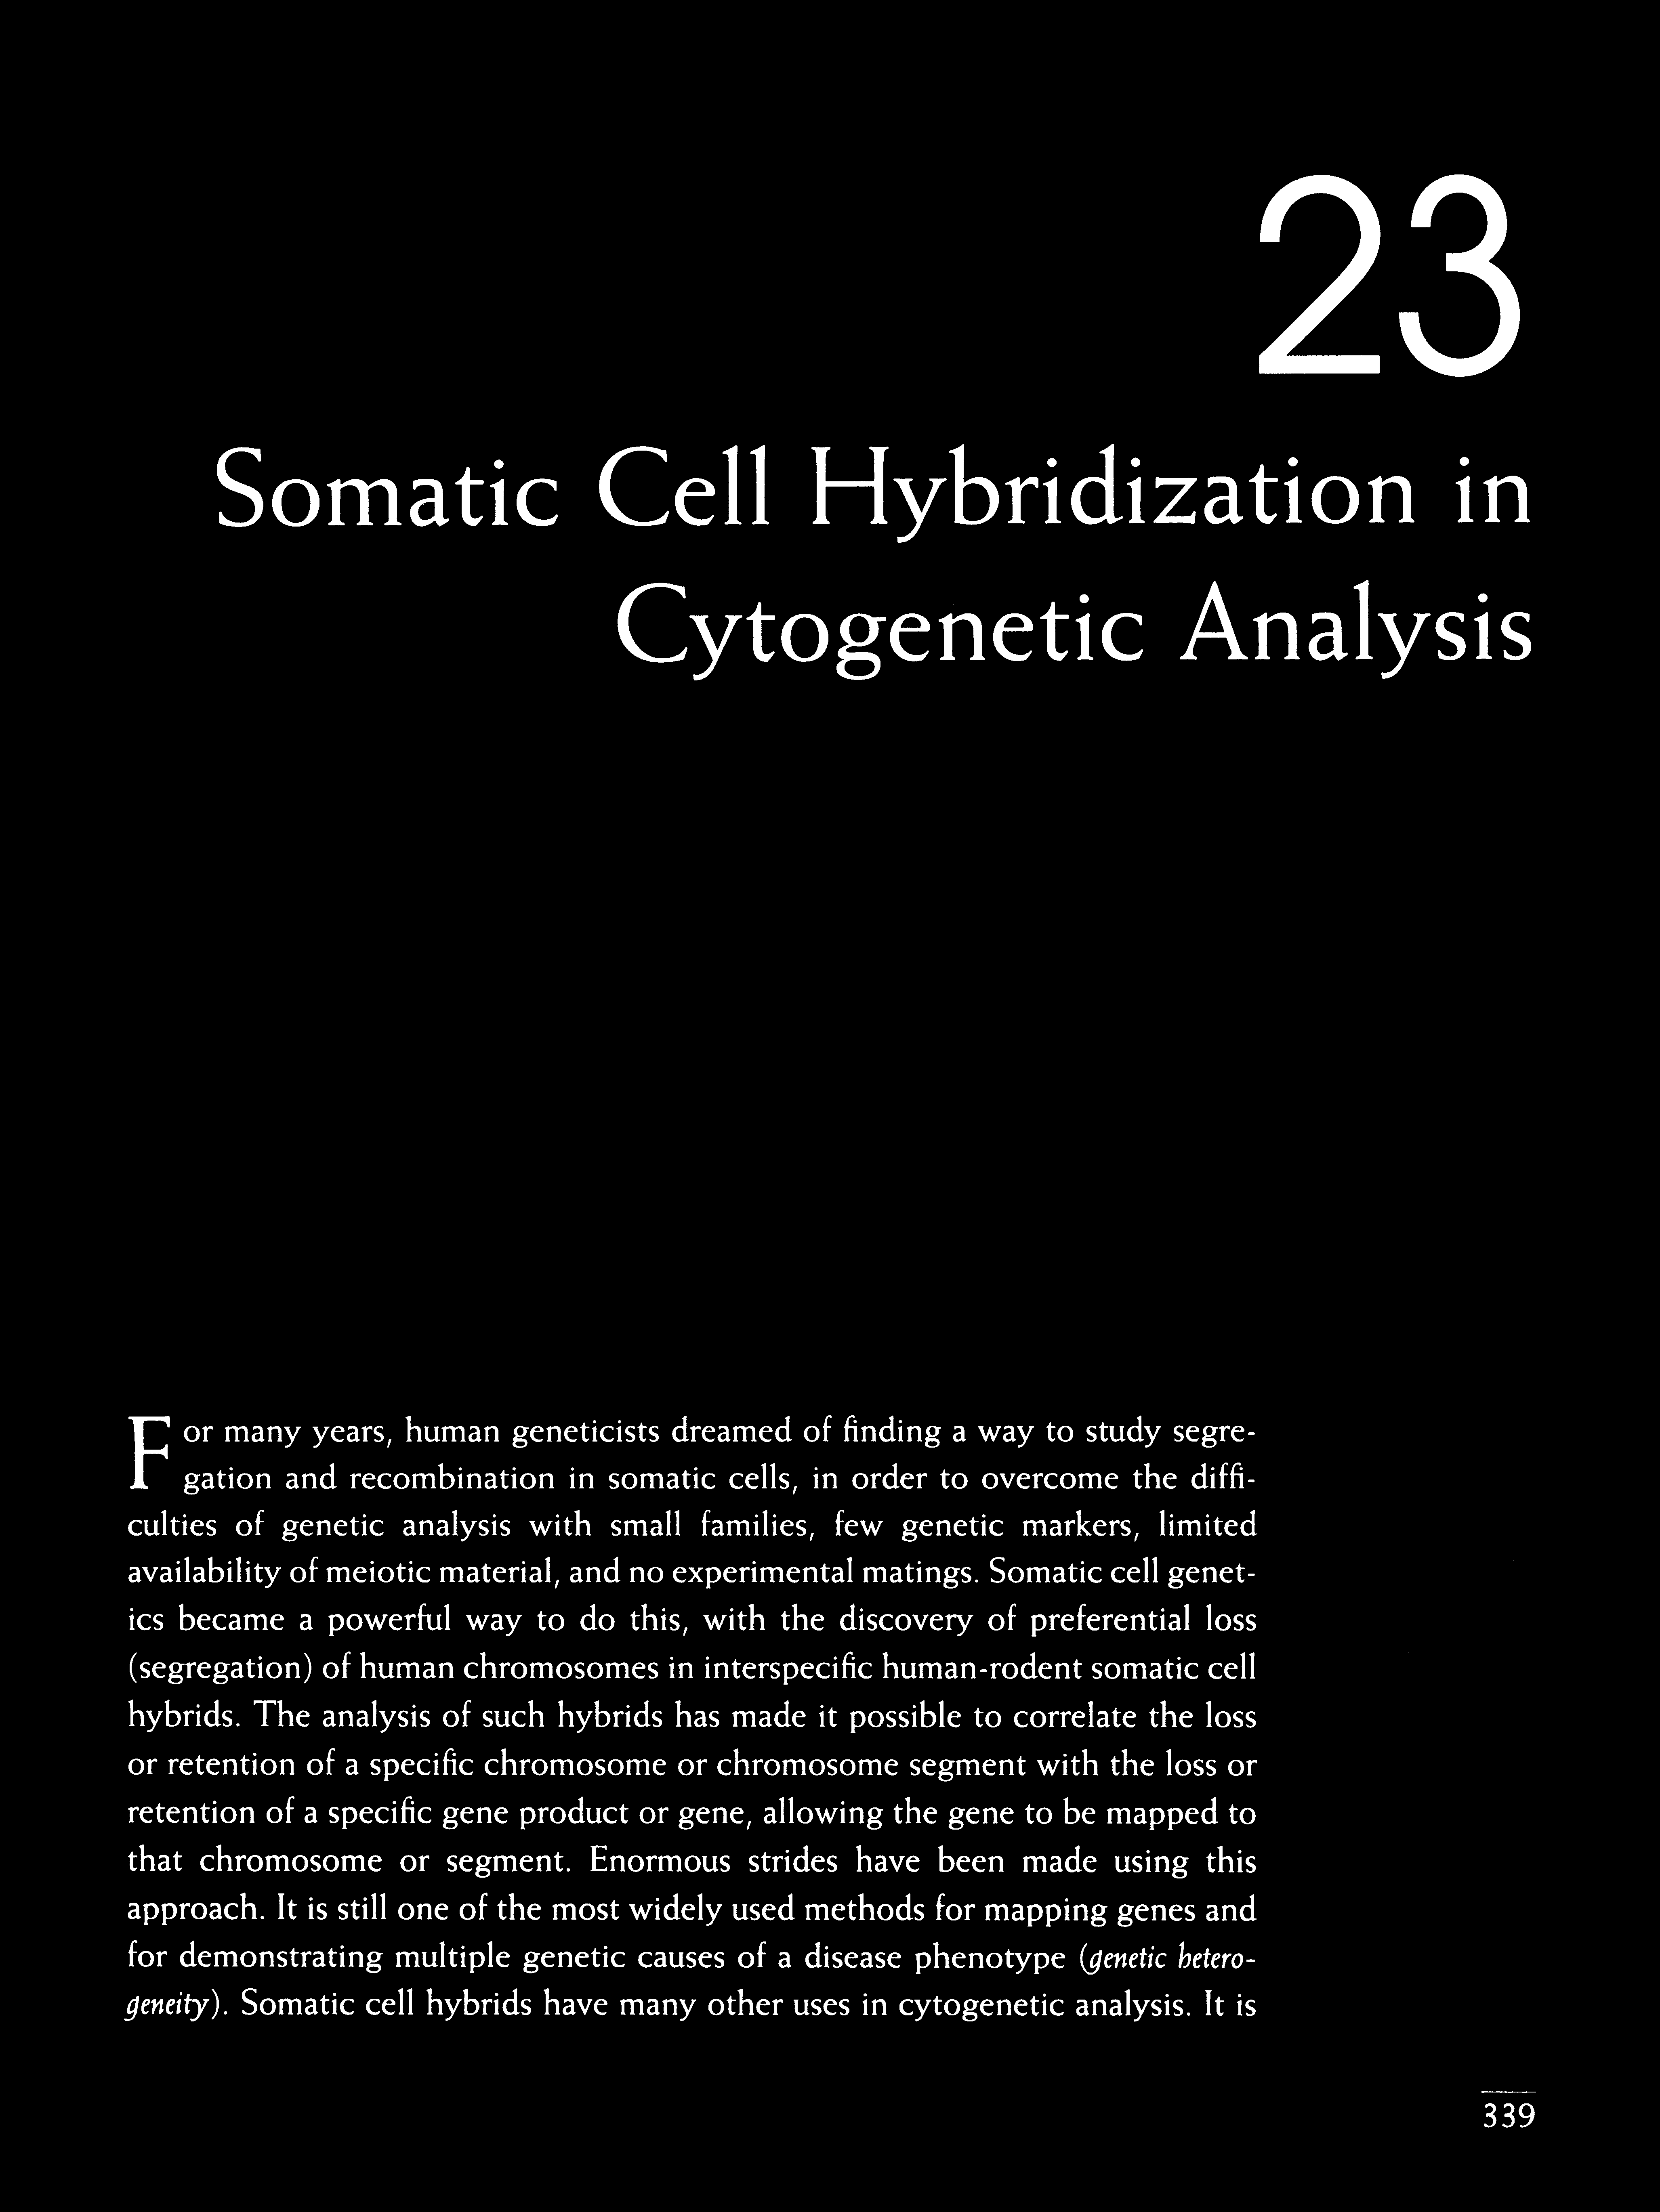 23
Somatic Cell Hybridization in
Cytogenetic Analysis
For many years, human geneticists dreamed of finding a way to study segre-
gation and recombination in somatic cells, in order to overcome the diffi-
culties of genetic analysis with small families, few genetic markers, limited
availability of meiotic material, and no experimental matings. Somatic cell genet-
ics became a powerful way to do this, with the discovery of preferential loss
(segregation) of human chromosomes in interspecific human-rodent somatic cell
hybrids. The analysis of such hybrids has made it possible to correlate the loss
or retention of a specific chromosome or chromosome segment with the loss or
retention of a specific gene product or gene, allowing the gene to be mapped to
that chromosome or segment. Enormous strides have been made using this
approach. It is still one of the most widely used methods for mapping genes and
for demonstrating multiple genetic causes of a disease phenotype (genetic hetero-
geneity). Somatic cell hybrids have many other uses in cytogenetic analysis. It is
339